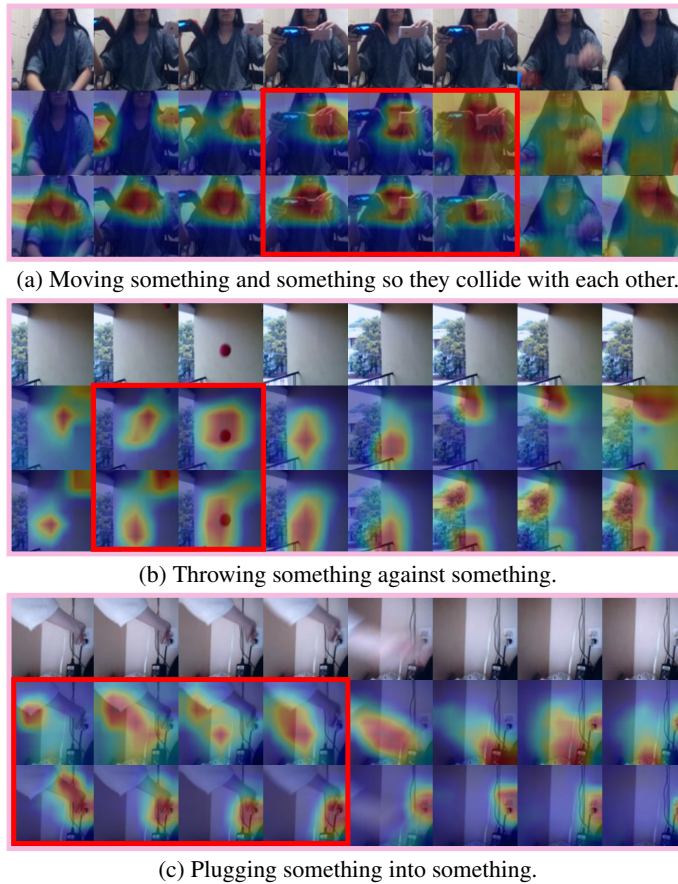 (a) Moving something and something so they collide with each other.
(b) Throwing something against something.
(c) Plugging something into something.